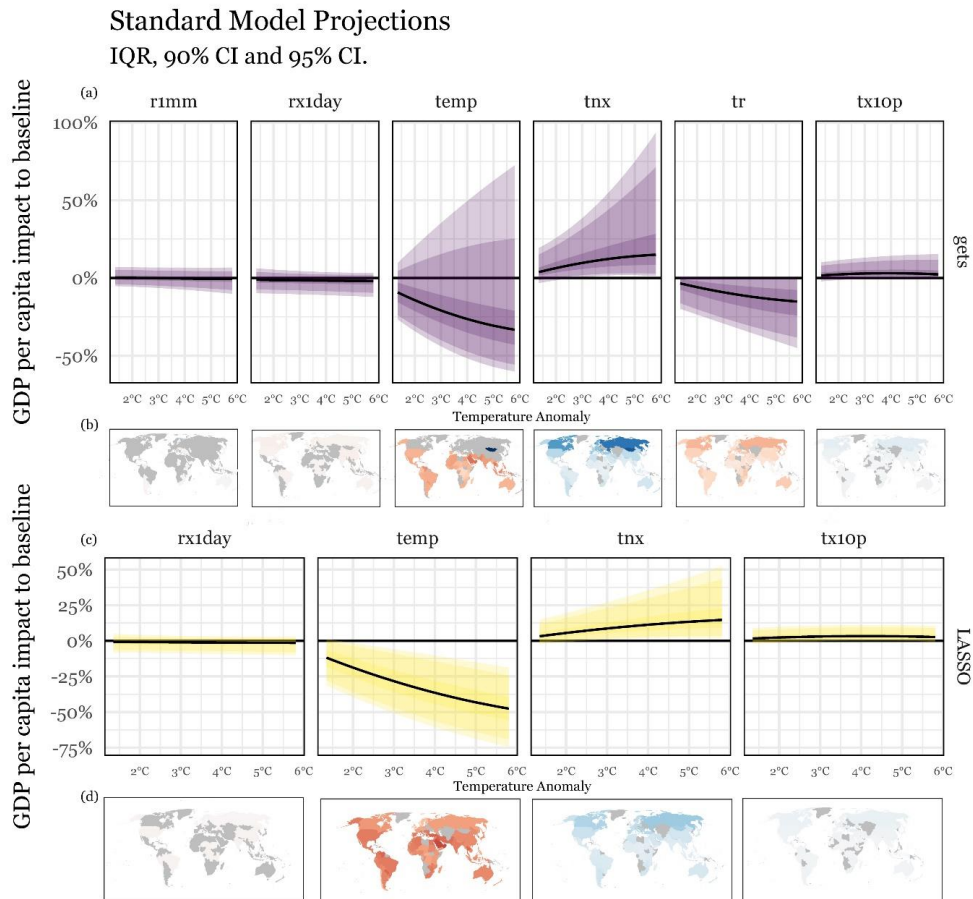 Standard Model Projections
IQR, 90% CI and 95% CI.
(a)
r1mm rx1day temp tnx tr tx10p
GDP per capita impact to baseline
100%
50%
0%
-50%
gets
2°C 3°C 4°C 5°C 6°C 2°C 3°C 4°C 5°C 6°C 2°C 3°C 4°C 5°C 6°C 2°C 3°C 4°C 5°C 6°C 2°C 3°C 4°C 5°C 6°C 2°C 3°C 4°C 5°C 6°C
Temperature Anomaly
(b)
(c)
rx1day temp tnx tx10p
GDP per capita impact to baseline
50%
25%
0%
-25%
-50%
-75%
LASSO
2°C 3°C 4°C 5°C 6°C 2°C 3°C 4°C 5°C 6°C 2°C 3°C 4°C 5°C 6°C 2°C 3°C 4°C 5°C 6°C
Temperature Anomaly
(d)